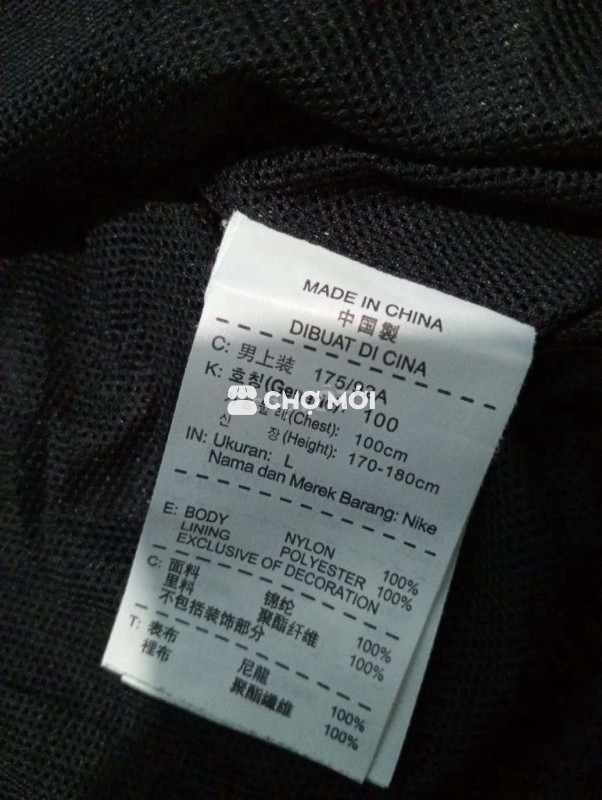 MADE IN CHINA
中国製
DIBUAT DI CINA
C: 男上装 175/92A
K: 호칭(Gender): 100
CHỢ MỚI
(Chest): 100cm
신 장 (Height): 170-180cm
IN: Ukuran: L
Nama dan Merek Barang: Nike
E: BODY NYLON 100%
LINING POLYESTER 100%
EXCLUSIVE OF DECORATION
C: 面料 锦纶 100%
里料 聚酯纤维 100%
不包括装饰部分
T: 表布 尼龍 100%
裡布 聚酯纖維 100%